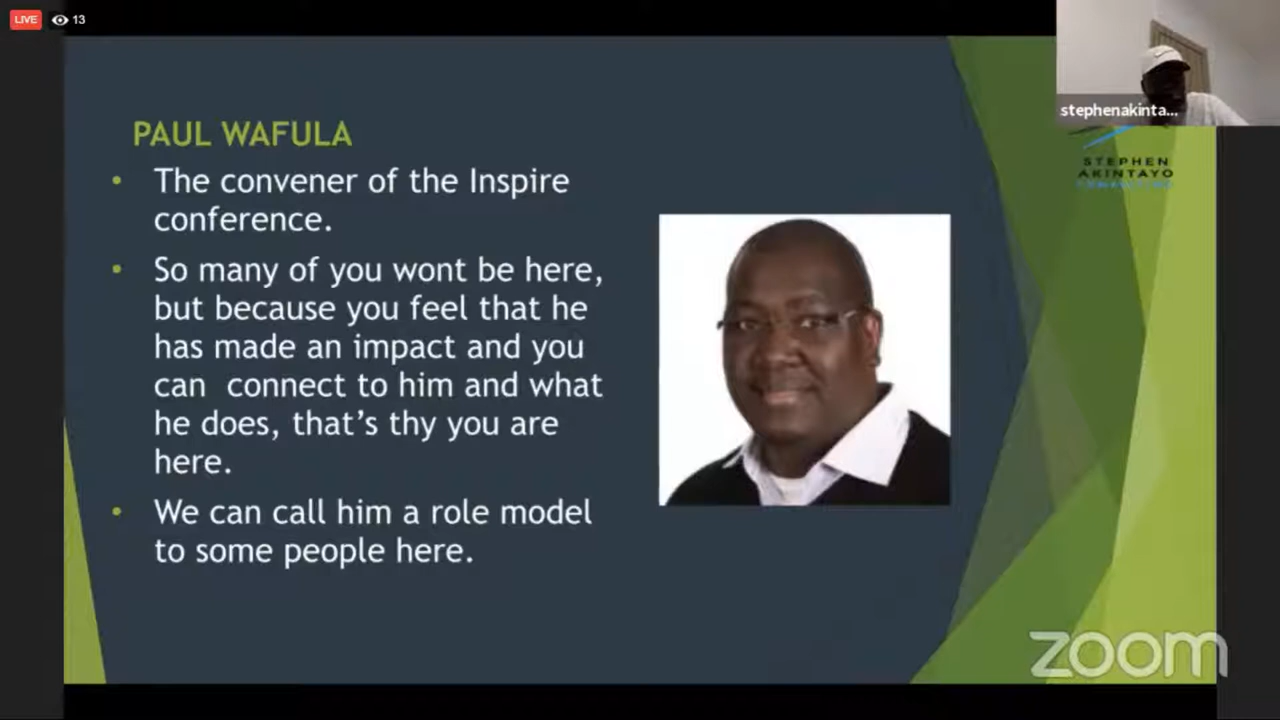 LIVE 13
stephenakinta...
STEPHEN
AKINTAYO
CONSULTING
PAUL WAFULA
• The convener of the Inspire
conference.
• So many of you wont be here,
but because you feel that he
has made an impact and you
can connect to him and what
he does, that’s thy you are
here.
• We can call him a role model
to some people here.
zoom